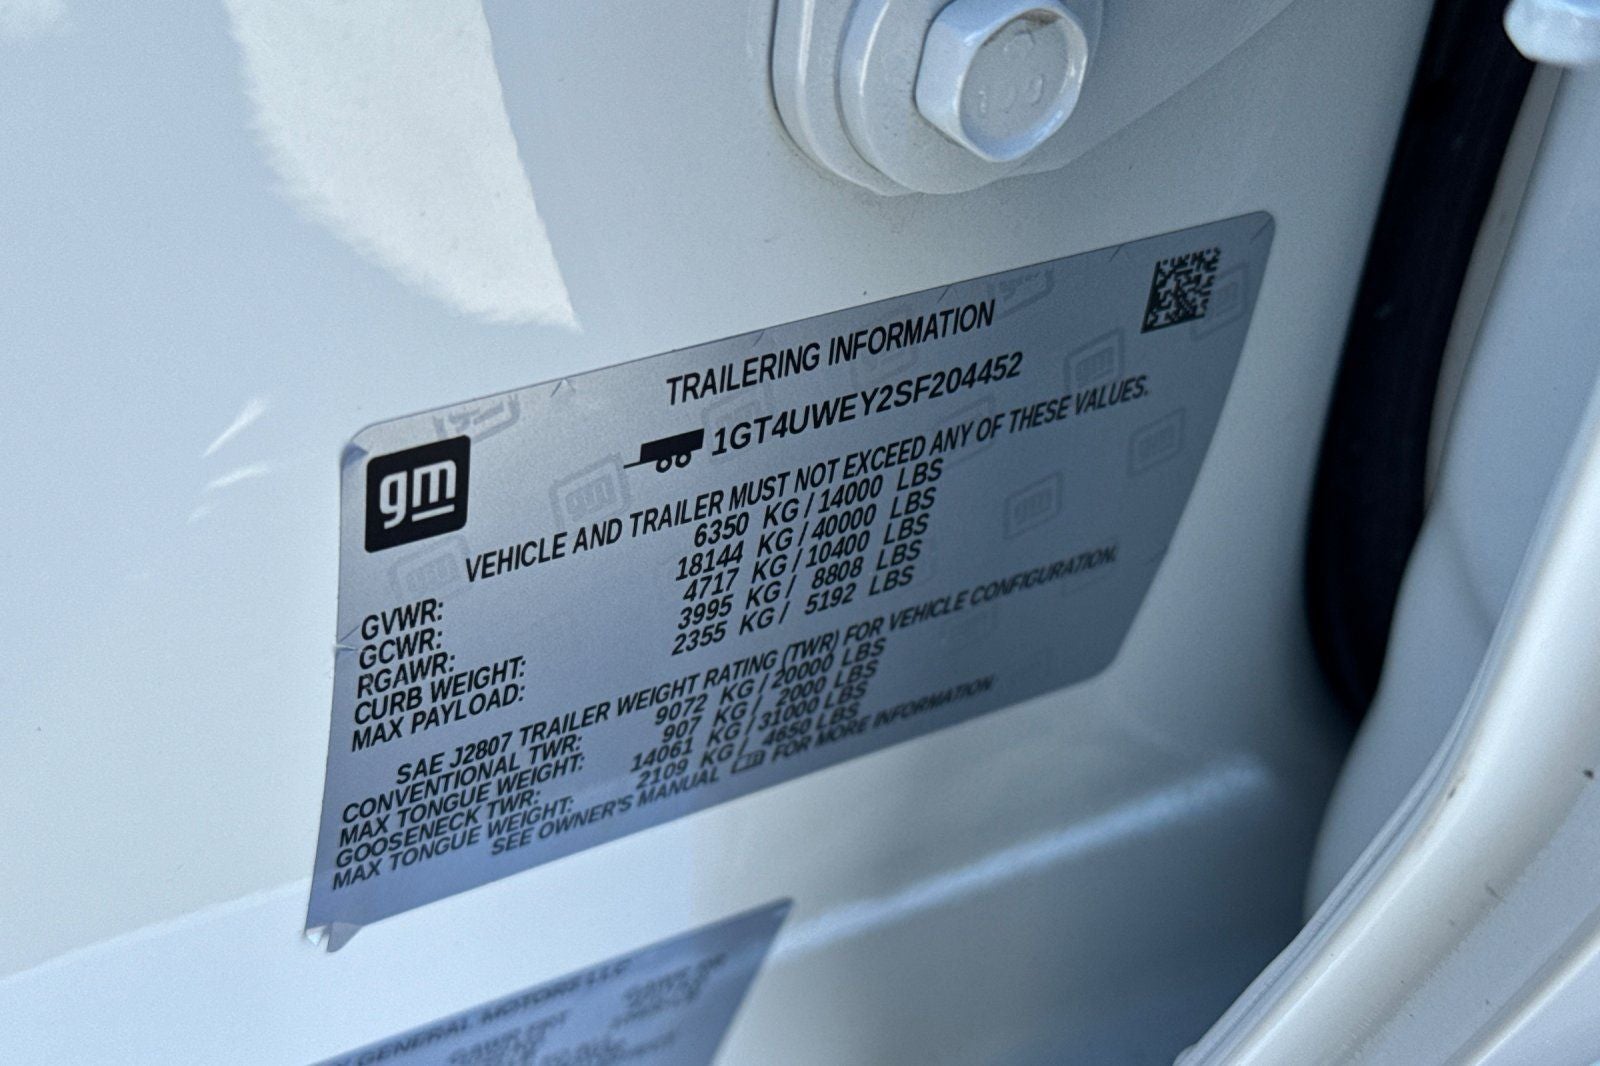 TRAILERING INFORMATION
gm
1GT4UWEY2SF204452
VEHICLE AND TRAILER MUST NOT EXCEED ANY OF THESE VALUES.
GVWR: 6350 KG / 14000 LBS
GCWR: 18144 KG / 40000 LBS
RGAWR: 4717 KG / 10400 LBS
CURB WEIGHT: 3995 KG / 8808 LBS
MAX PAYLOAD: 2355 KG / 5192 LBS
SAE J2807 TRAILER WEIGHT RATING (TWR) FOR VEHICLE CONFIGURATION.
CONVENTIONAL TWR: 9072 KG / 20000 LBS
MAX TONGUE WEIGHT: 907 KG / 2000 LBS
GOOSENECK TWR: 14061 KG / 31000 LBS
MAX TONGUE WEIGHT: 2109 KG / 4650 LBS
SEE OWNER'S MANUAL FOR MORE INFORMATION
GENERAL MOTORS LLC